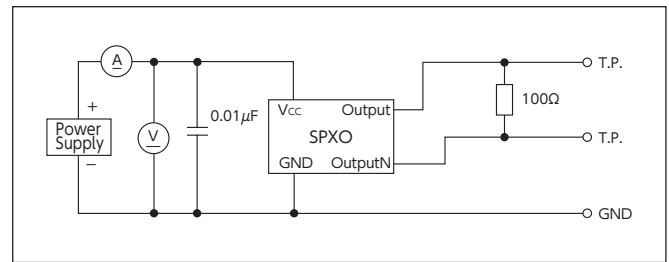 A
T.P.
+
0.01μF
Vcc Output
100Ω
Power
Supply
V
SPXO
T.P.
−
GND OutputN
GND